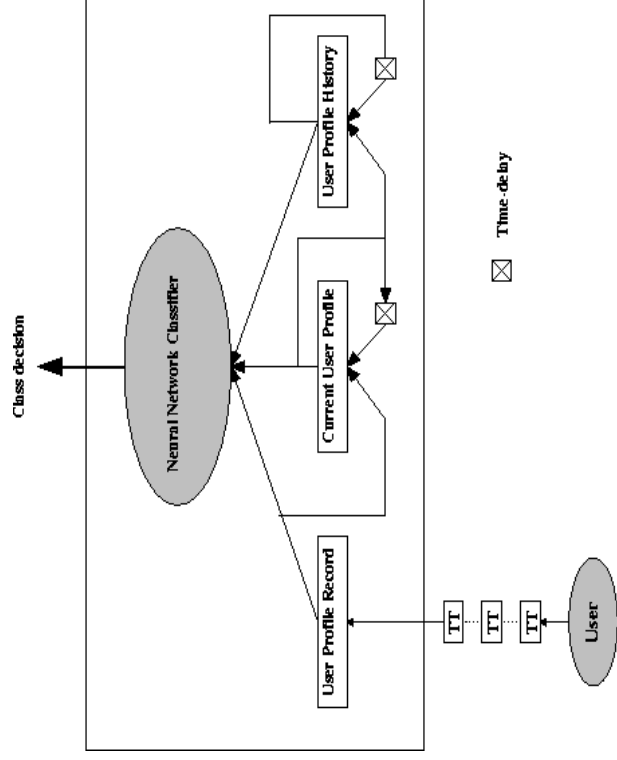 Class decision
Neural Network Classifier
User Profile Record
Current User Profile
User Profile History
TT
TT
TT
User
Time-delay